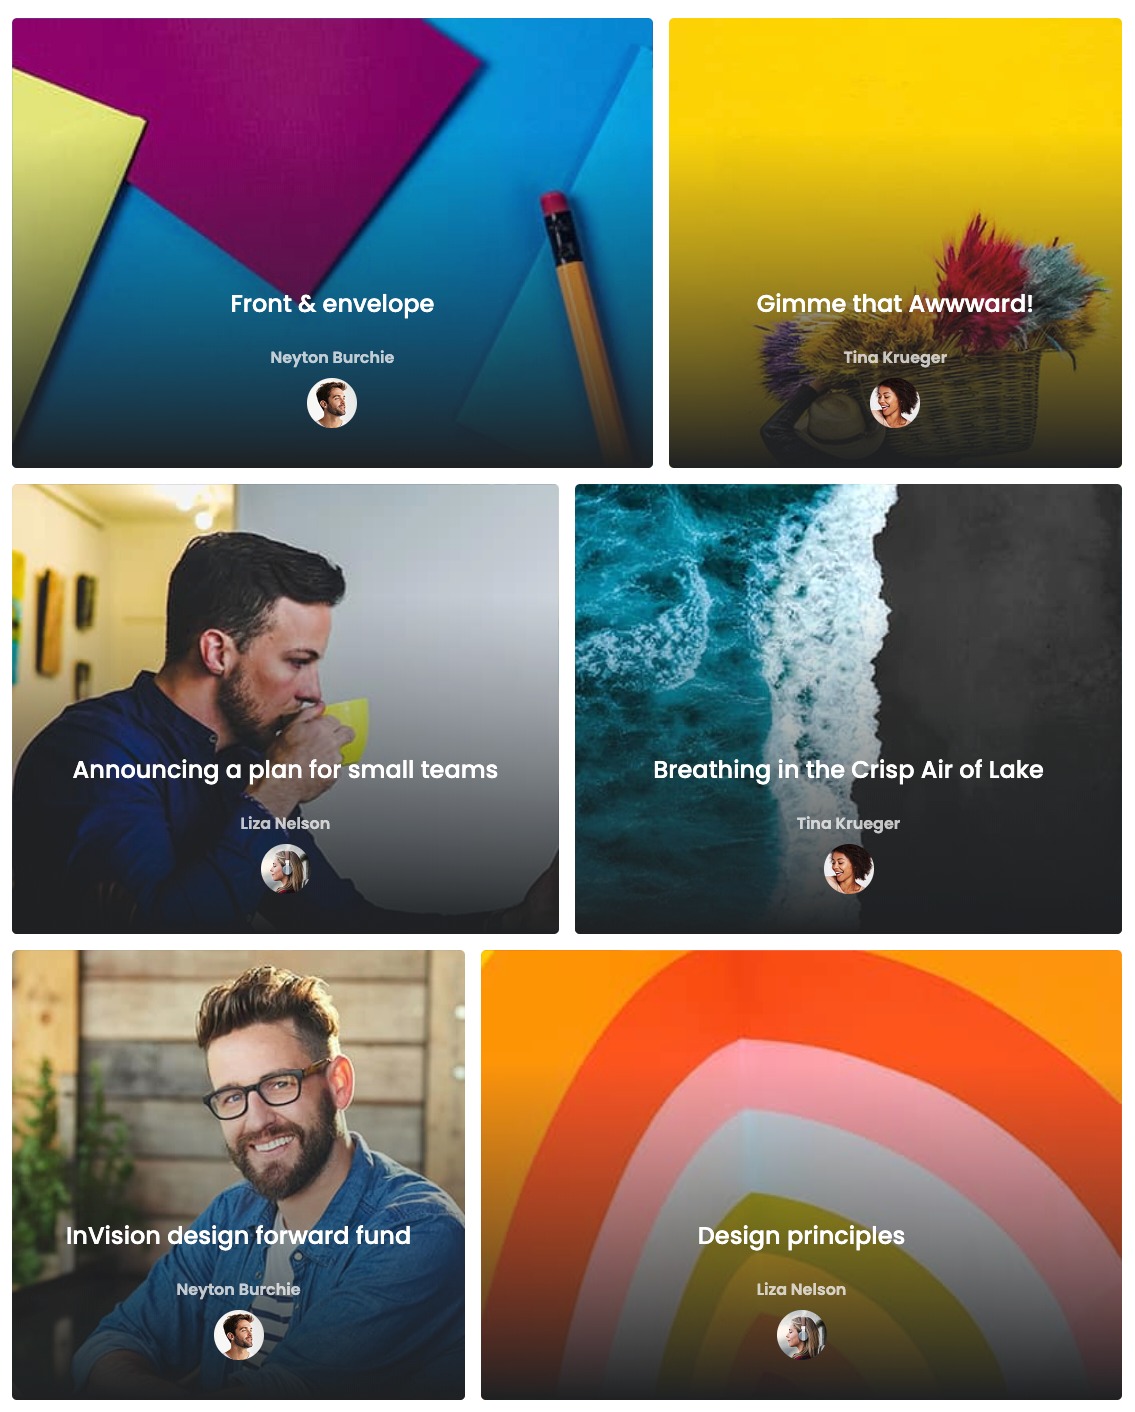 Front & envelope
Neyton Burchie
Gimme that Awwward!
Tina Krueger
Announcing a plan for small teams
Liza Nelson
Breathing in the Crisp Air of Lake
Tina Krueger
InVision design forward fund
Neyton Burchie
Design principles
Liza Nelson